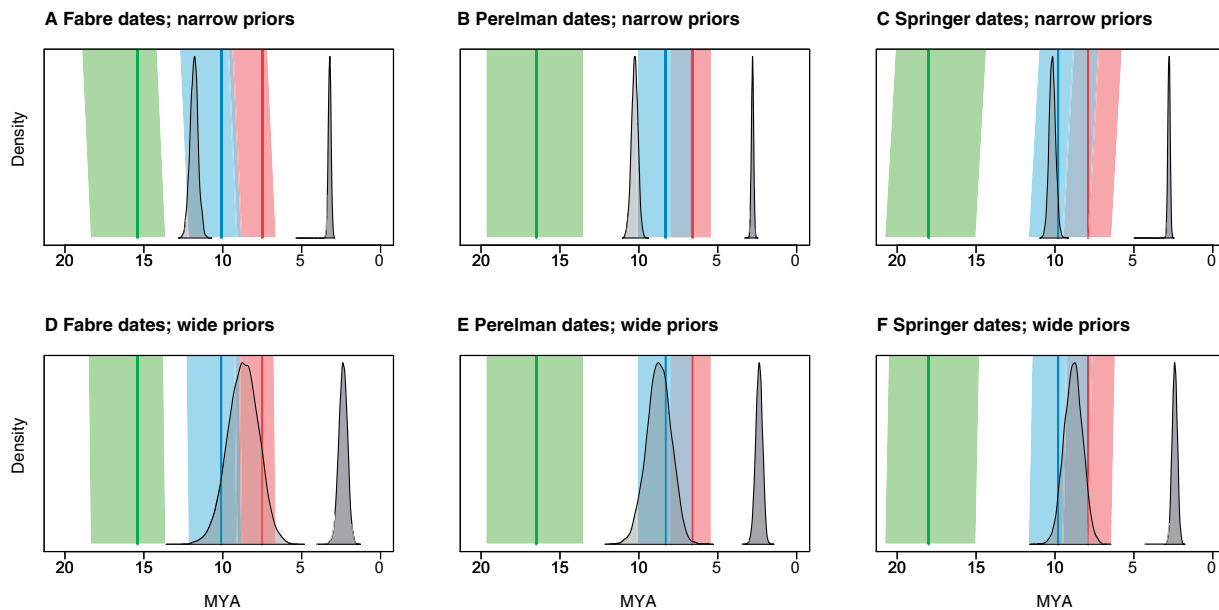 A Fabre dates; narrow priors
B Perelman dates; narrow priors
C Springer dates; narrow priors
Density
20 15 10 5 0
20 15 10 5 0
20 15 10 5 0
D Fabre dates; wide priors
E Perelman dates; wide priors
F Springer dates; wide priors
Density
20 15 10 5 0
20 15 10 5 0
20 15 10 5 0
MYA
MYA
MYA